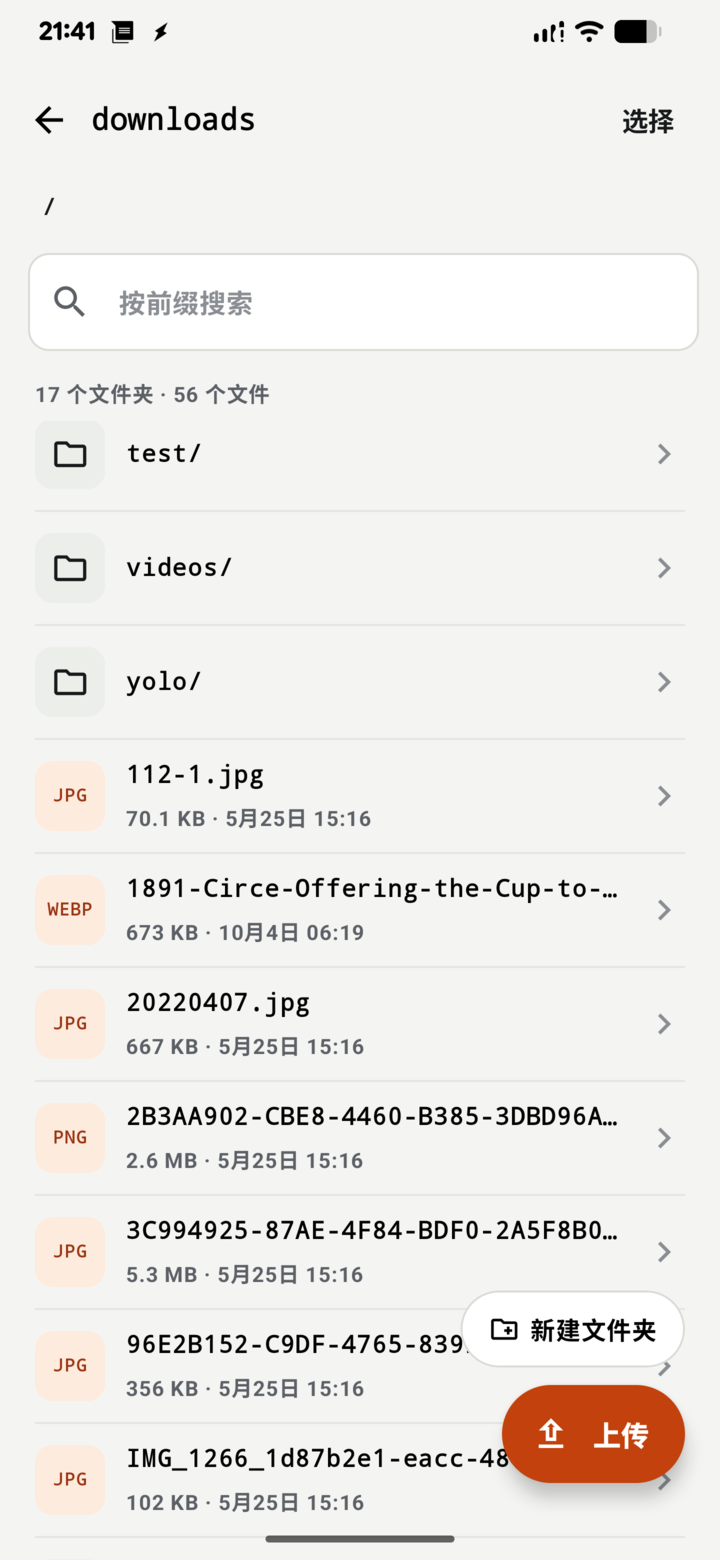 21:41
downloads
选择
/
按前缀搜索
17 个文件夹 · 56 个文件
test/
videos/
yolo/
JPG
112-1.jpg
70.1 KB · 5月25日 15:16
WEBP
1891-Circe-Offering-the-Cup-to-…
673 KB · 10月4日 06:19
JPG
20220407.jpg
667 KB · 5月25日 15:16
PNG
2B3AA902-CBE8-4460-B385-3DBD96A…
2.6 MB · 5月25日 15:16
JPG
3C994925-87AE-4F84-BDF0-2A5F8B0…
5.3 MB · 5月25日 15:16
新建文件夹
JPG
96E2B152-C9DF-4765-839
356 KB · 5月25日 15:16
上传
JPG
IMG_1266_1d87b2e1-eacc-48
102 KB · 5月25日 15:16